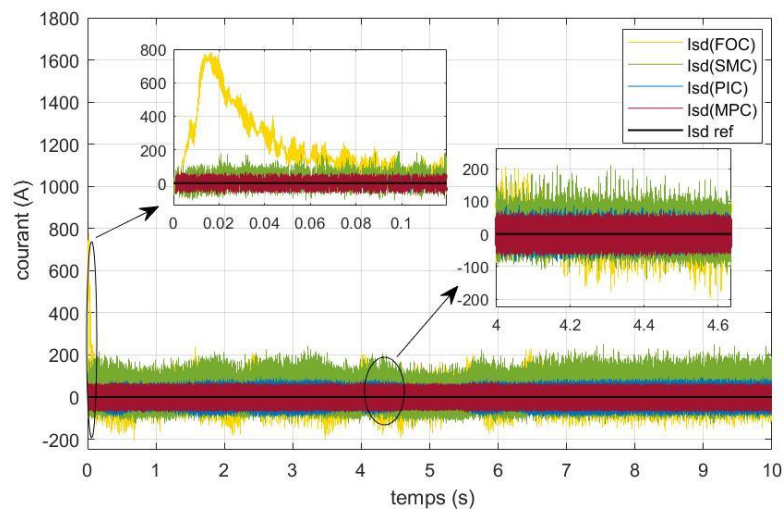 1800
1600
1400
1200
1000
800
600
400
200
0
-200
courant (A)
0 1 2 3 4 5 6 7 8 9 10
temps (s)
800
600
400
200
0
0 0.02 0.04 0.06 0.08 0.1
Isd(FOC)
Isd(SMC)
Isd(PIC)
Isd(MPC)
Isd ref
200
100
0
-100
-200
4 4.2 4.4 4.6